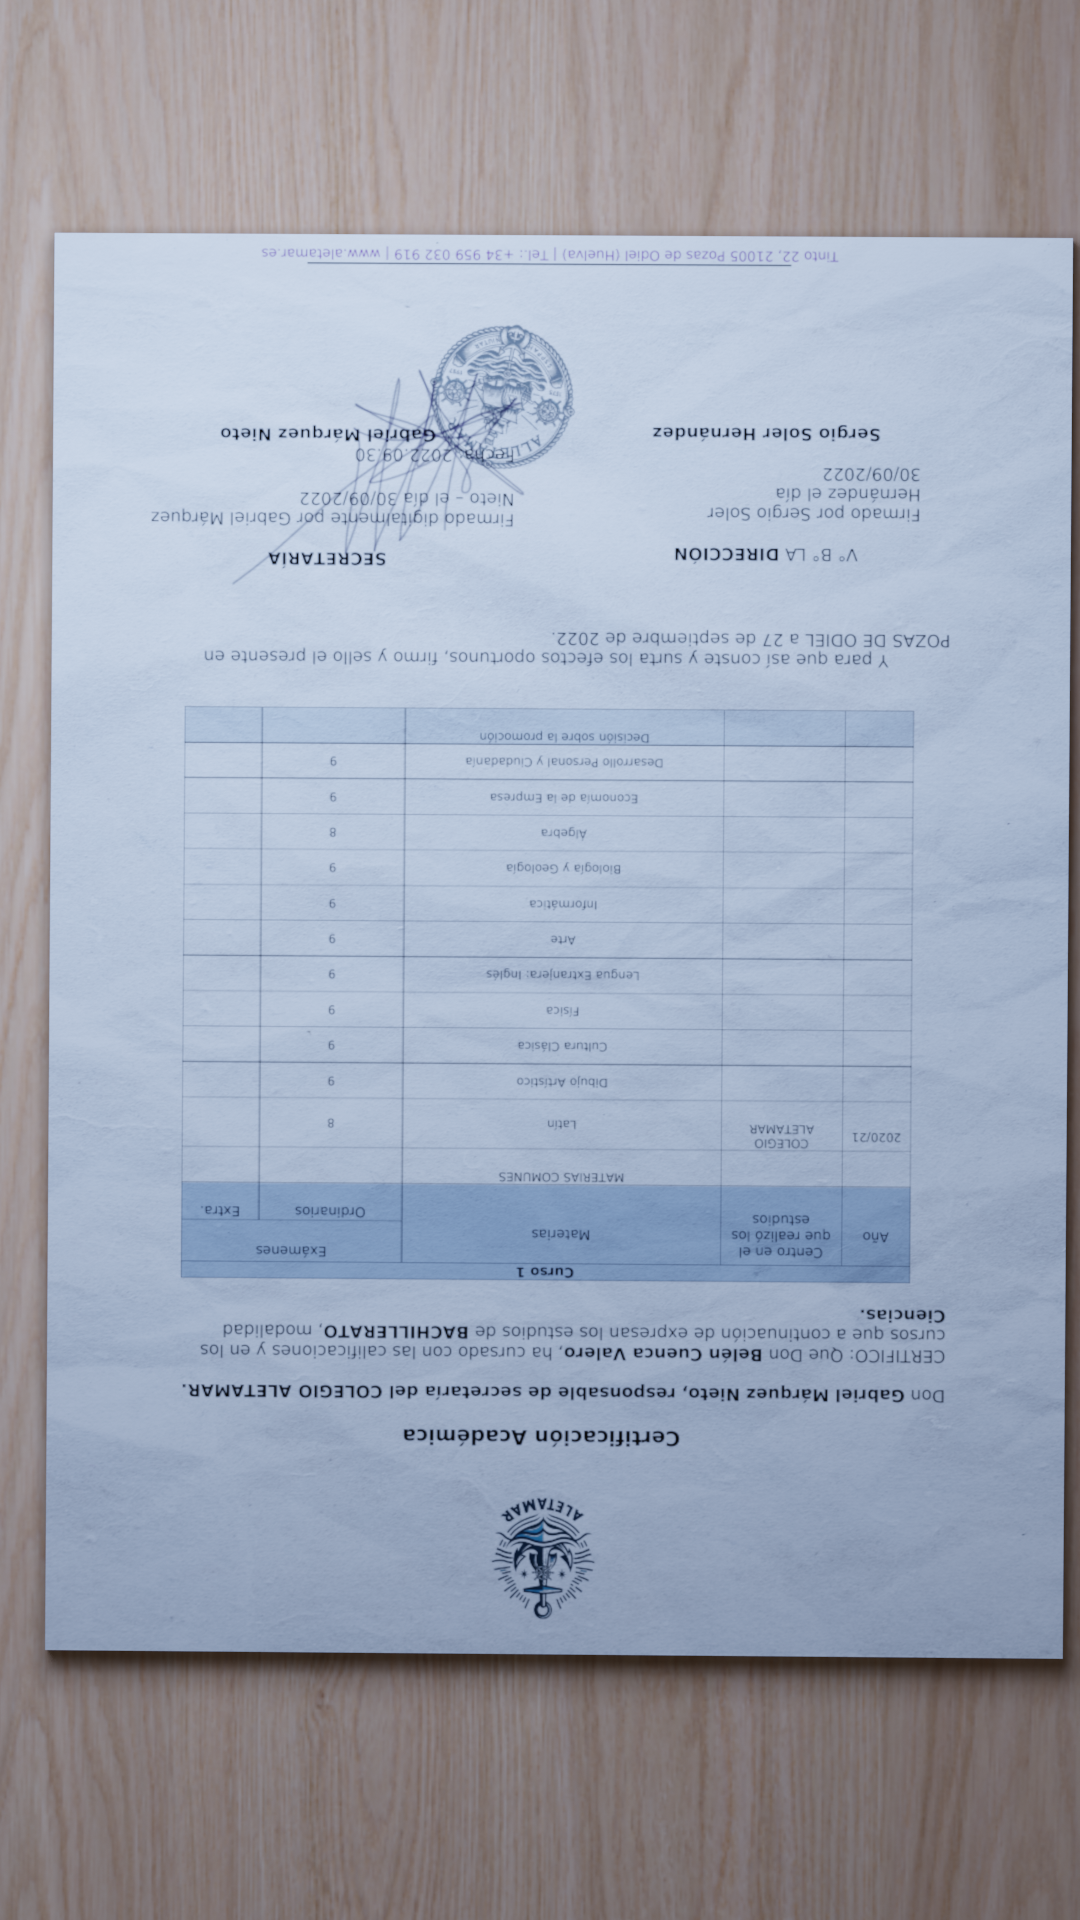 ALETAMAR
Certificación Académica
Don Gabriel Márquez Nieto, responsable de secretaría del COLEGIO ALETAMAR.
CERTIFICO: Que Don Belén Cuenca Valero, ha cursado con las calificaciones y en los
cursos que a continuación de expresan los estudios de BACHILLERATO, modalidad
Ciencias.
Curso 1
Año Centro en el que realizó los estudios Materias Exámenes
Ordinarios Extra.
MATERIAS COMUNES
2020/21 COLEGIO ALETAMAR Latín 8
Dibujo Artístico 9
Cultura Clásica 9
Física 9
Lengua Extranjera: Inglés 9
Arte 9
Informática 9
Biología y Geología 9
Álgebra 8
Economía de la Empresa 9
Desarrollo Personal y Ciudadanía 9
Decisión sobre la promoción
Y para que así conste y surta los efectos oportunos, firmo y sello el presente en
POZAS DE ODIEL a 27 de septiembre de 2022.
Vº Bº LA DIRECCIÓN
SECRETARÍA
Firmado por Sergio Soler
Hernández el día
30/09/2022
Firmado digitalmente por Gabriel Márquez
Nieto – el día 30/09/2022
fecha: 2022 09:30
Sergio Soler Hernández
Gabriel Márquez Nieto
Tinto 22, 21005 Pozas de Odiel (Huelva) | Tel.: +34 959 032 919 | www.aletamar.es